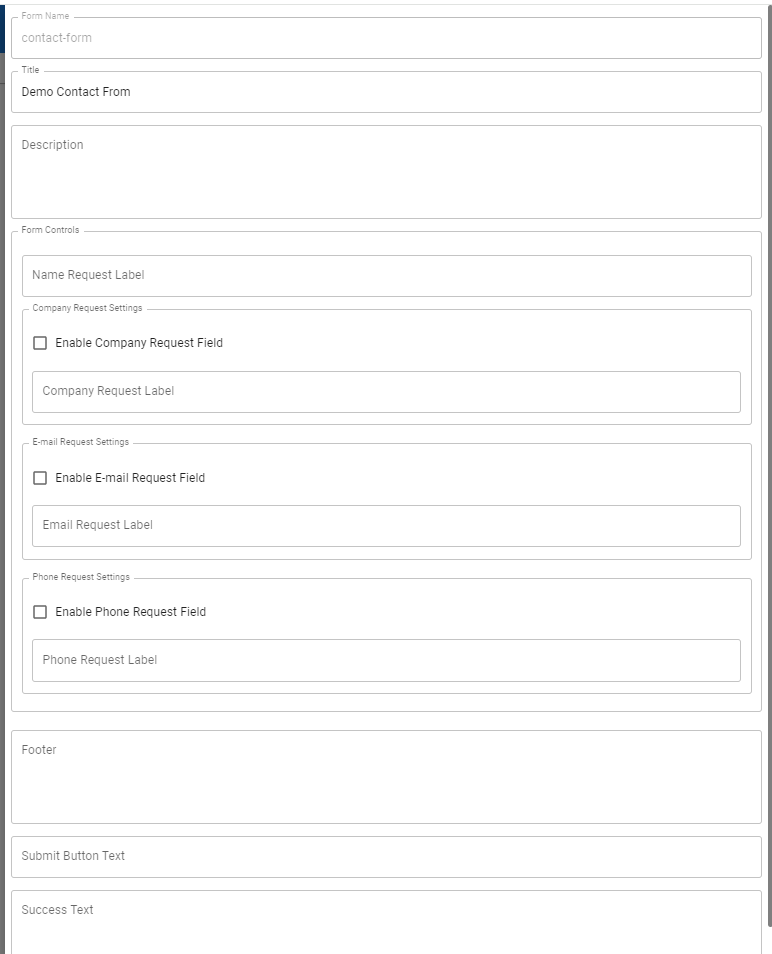 Form Name
contact-form
Title
Demo Contact From
Description
Form Controls
Name Request Label
Company Request Settings
Enable Company Request Field
Company Request Label
E-mail Request Settings
Enable E-mail Request Field
Email Request Label
Phone Request Settings
Enable Phone Request Field
Phone Request Label
Footer
Submit Button Text
Success Text